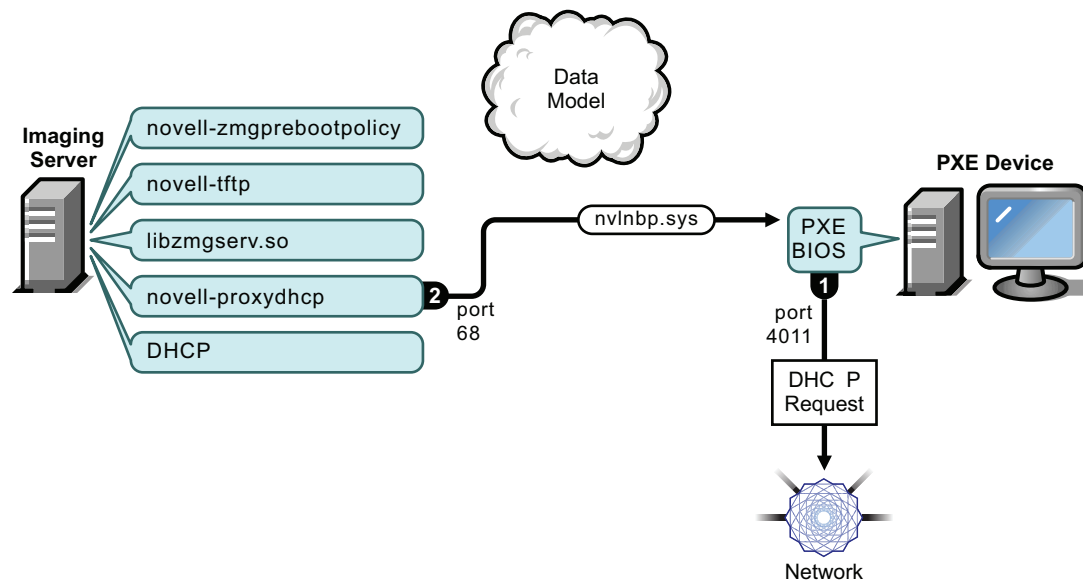 Data
Model
Imaging
Server
novell-zmgprebootpolicy
novell-tftp
libzmgserv.so
novell-proxydhcp
DHCP
2
port
68
nvlnbp.sys
PXE
BIOS
PXE Device
1
port
4011
DHC P
Request
Network